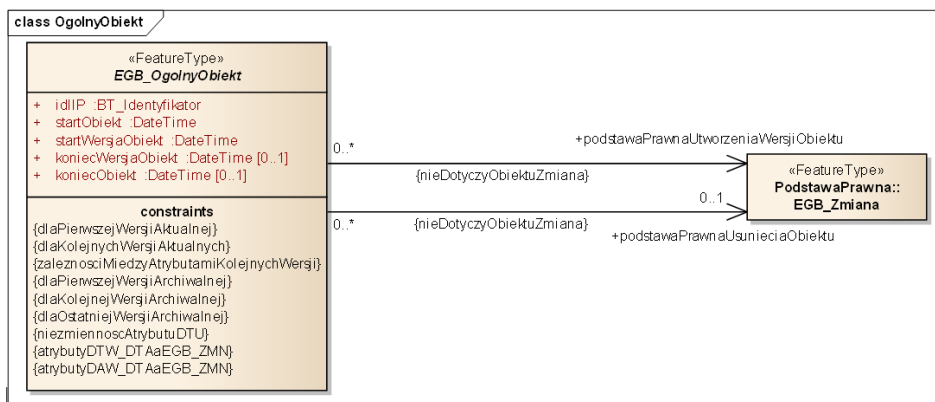 class OgolnyObiekt
«FeatureType»
EGB_OgolnyObiekt
+ idIIP :BT_Identyfikator
+ startObiekt :DateTime
+ startWersjaObiekt :DateTime
+ koniecWersjaObiekt :DateTime [0..1]
+ koniecObiekt :DateTime [0..1]
constraints
{dlaPierwszejWersjiAktualnej}
{dlaKolejnychWersjiAktualnych}
{zaleznosciMiedzyAtrybutamiKolejnychWersji}
{dlaPierwszejWersjiArchiwalnej}
{dlaKolejnejWersjiArchiwalnej}
{dlaOstatniejWersjiArchiwalnej}
{niezmiennoscAtrybutuDTU}
{atrybutyDTW_DTAaEGB_ZMN}
{atrybutyDAW_DTAaEGB_ZMN}
0..*
+podstawaPrawnaUtworzeniaWersjiObiektu
{nieDotyczyObiektuZmiana}
0..*
{nieDotyczyObiektuZmiana}
0..1
+podstawaPrawnaUsunieciaObiektu
«FeatureType»
PodstawaPrawna::
EGB_Zmiana